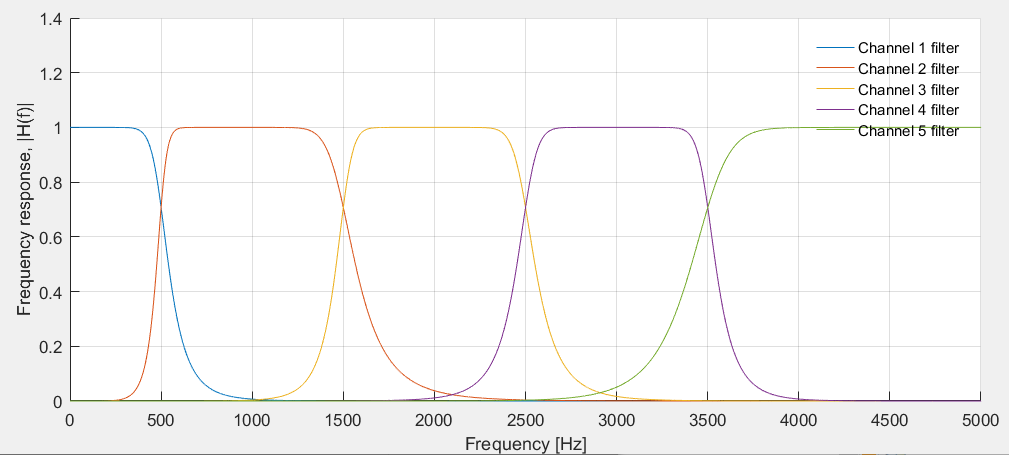 1.4
1.2
1
0.8
0.6
0.4
0.2
0
Frequency response, |H(f)|
Channel 1 filter
Channel 2 filter
Channel 3 filter
Channel 4 filter
Channel 5 filter
0 500 1000 1500 2000 2500 3000 3500 4000 4500 5000
Frequency [Hz]